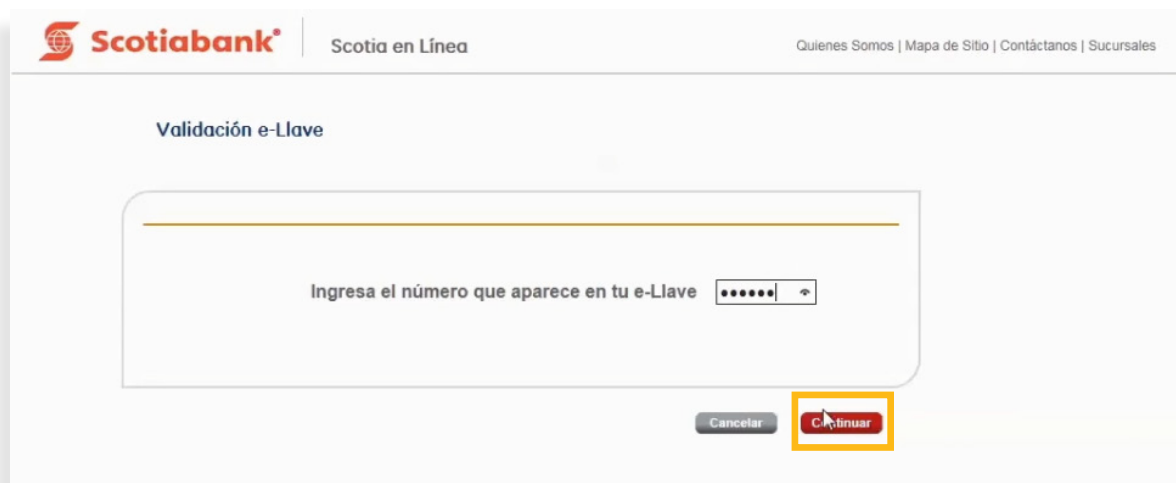 Scotiabank®
Scotia en Línea
Quienes Somos | Mapa de Sitio | Contáctanos | Sucursales
Validación e-Llave
Ingresa el número que aparece en tu e-Llave ••••••
Cancelar
Continuar